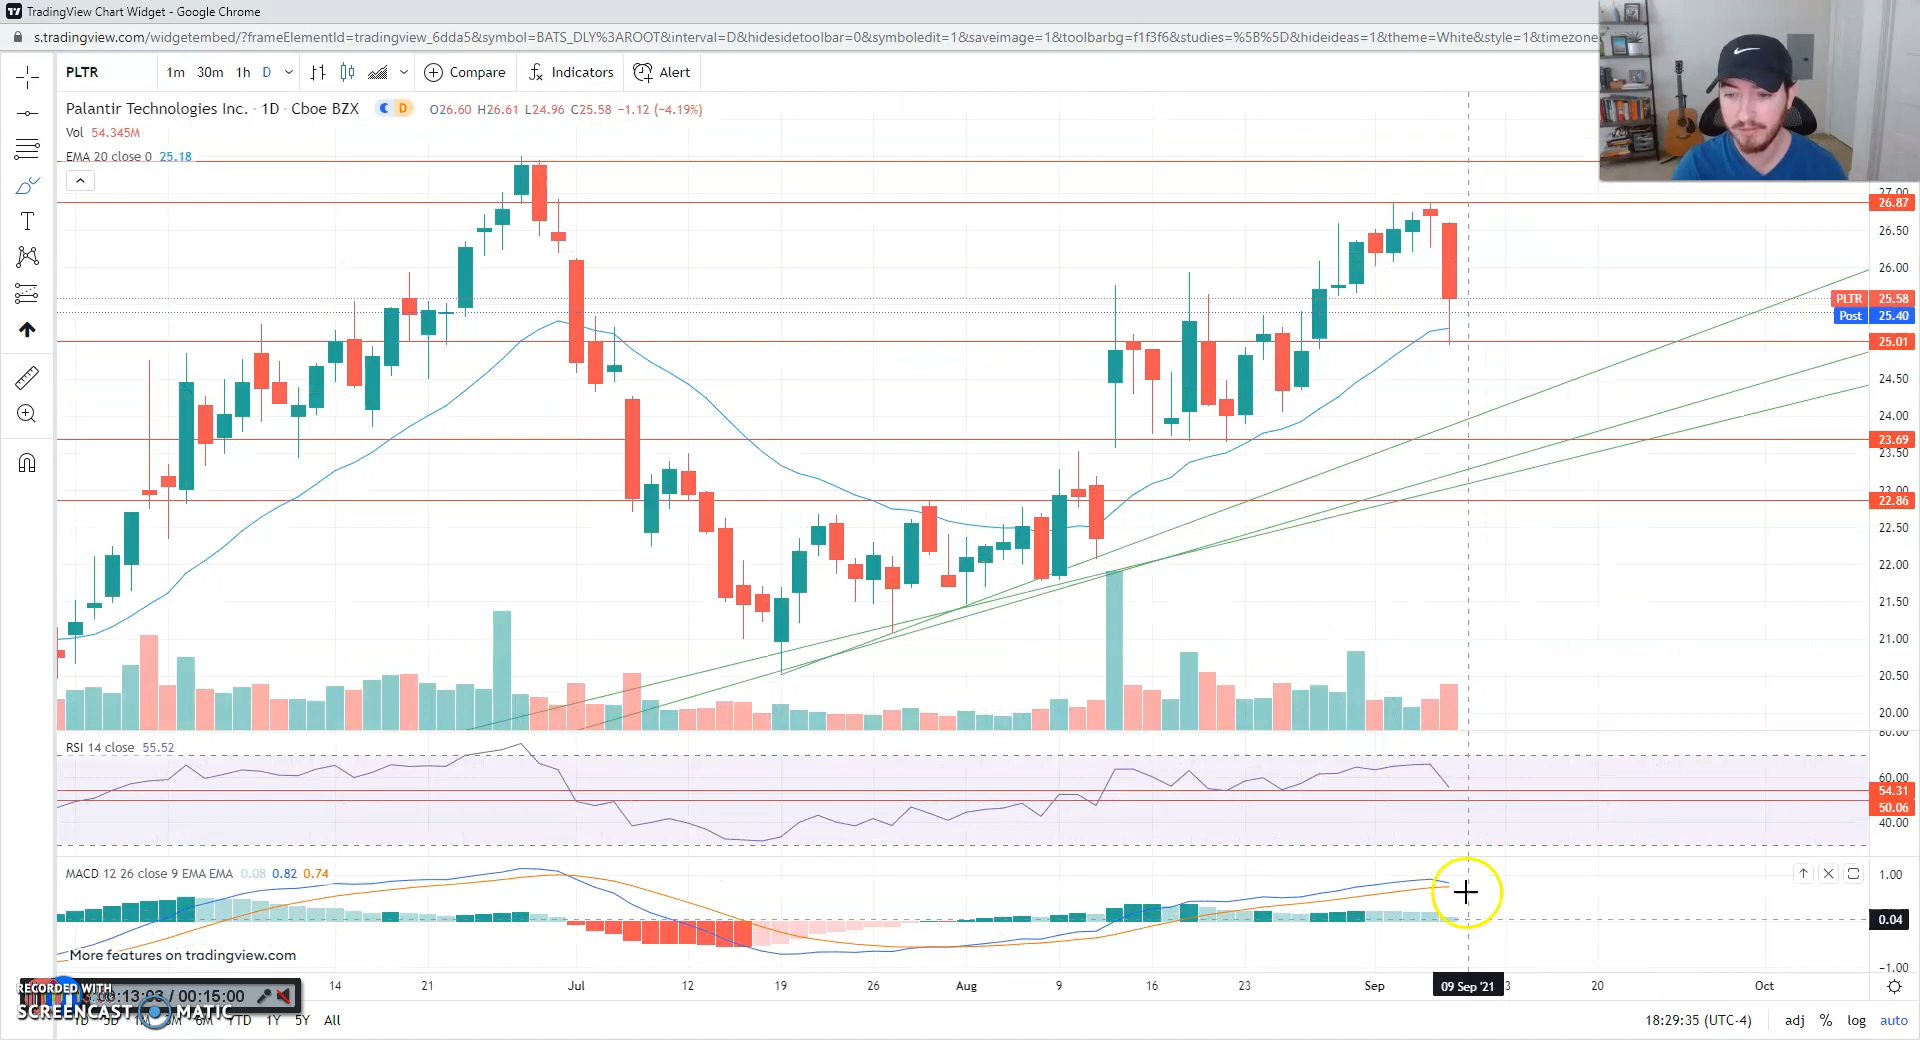 TradingView Chart Widget - Google Chrome
s.tradingview.com/widgetembed/?frameElementId=tradingview_6dda5&symbol=BATS_DLY%3AROOT&interval=D&hidesidetoolbar=0&symboledit=1&saveimage=1&toolbarbg=f1f3f6&studies=%5B%5D&hideideas=1&theme=White&style=1&timezone=
PLTR 1m 30m 1h D Compare Indicators Alert
Palantir Technologies Inc. · 1D · Cboe BZX D O26.60 H26.61 L24.96 C25.58 −1.12 (−4.19%)
Vol 54.345M
EMA 20 close 0 25.18
27.00
26.87
26.50
26.00
PLTR 25.58
Post 25.40
25.01
24.50
24.00
23.69
23.50
23.00
22.86
22.50
22.00
21.50
21.00
20.50
20.00
RSI 14 close 55.52
80.00
60.00
54.31
50.06
40.00
MACD 12 26 close 9 EMA EMA 0.08 0.82 0.74
1.00
0.04
More features on tradingview.com
-1.00
14 21 Jul 12 19 26 Aug 9 16 23 Sep 09 Sep '21 3 20 Oct
RECORDED WITH
00:13:03 / 00:15:00
SCREENCAST MATIC
1D 5D 1M 3M 6M YTD 1Y 5Y All
18:29:35 (UTC-4) adj % log auto